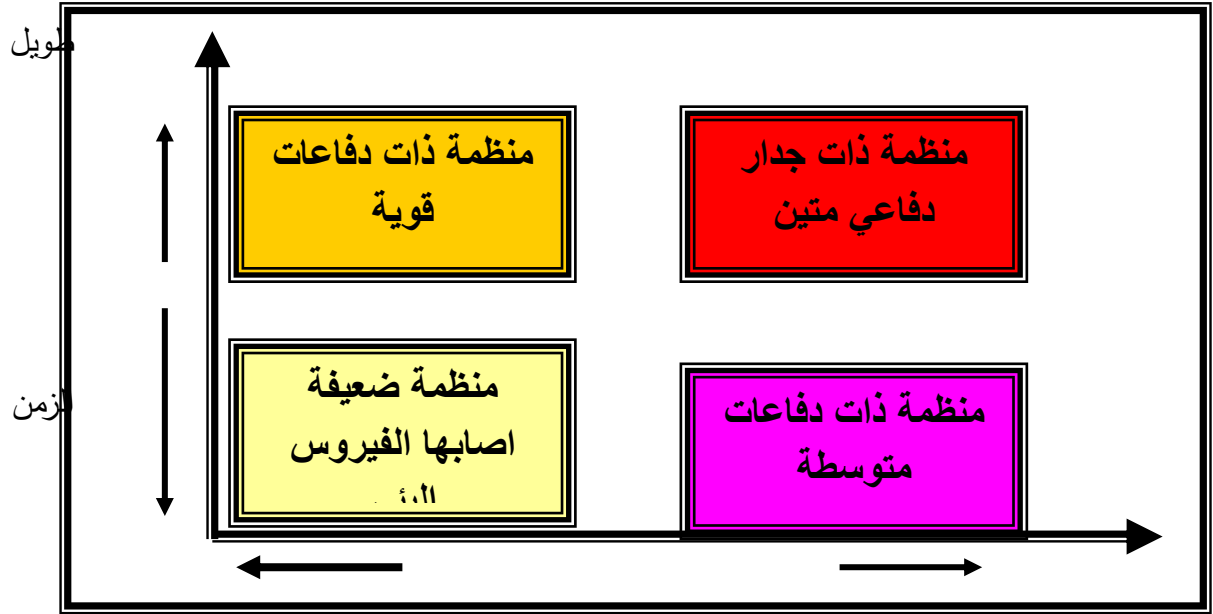 طويل
منظمة ذات جدار
دفاعي متين
منظمة ذات دفاعات
قوية
منظمة ذات دفاعات
متوسطة
منظمة ضعيفة
اصابها الفيروس
الزمن